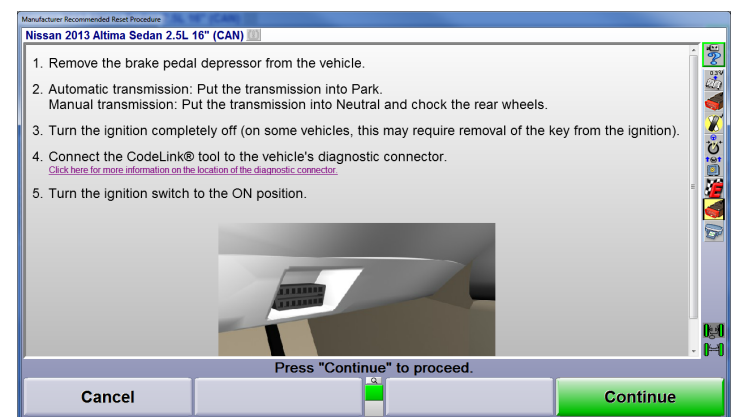 Manufacturer Recommended Reset Procedure
Nissan 2013 Altima Sedan 2.5L 16" (CAN)
1. Remove the brake pedal depressor from the vehicle.
2. Automatic transmission: Put the transmission into Park.
Manual transmission: Put the transmission into Neutral and chock the rear wheels.
3. Turn the ignition completely off (on some vehicles, this may require removal of the key from the ignition).
4. Connect the CodeLink® tool to the vehicle's diagnostic connector.
Click here for more information on the location of the diagnostic connector.
5. Turn the ignition switch to the ON position.
Press "Continue" to proceed.
Cancel
Continue